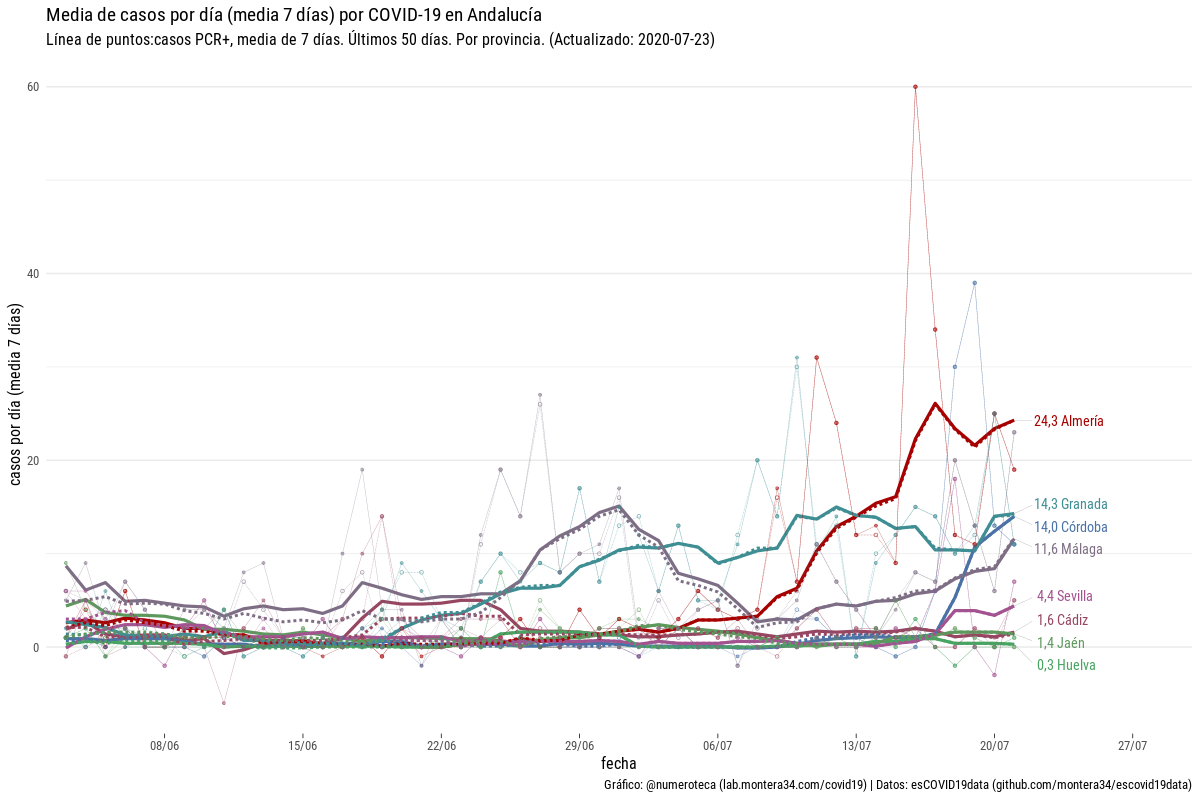 Media de casos por día (media 7 días) por COVID-19 en Andalucía
Línea de puntos:casos PCR+, media de 7 días. Últimos 50 días. Por provincia. (Actualizado: 2020-07-23)
casos por día (media 7 días)
60
40
20
0
24,3 Almería
14,3 Granada
14,0 Córdoba
11,6 Málaga
4,4 Sevilla
1,6 Cádiz
1,4 Jaén
0,3 Huelva
08/06
15/06
22/06
29/06
06/07
13/07
20/07
27/07
fecha
Gráfico: @numeroteca (lab.montera34.com/covid19) | Datos: esCOVID19data (github.com/montera34/escovid19data)